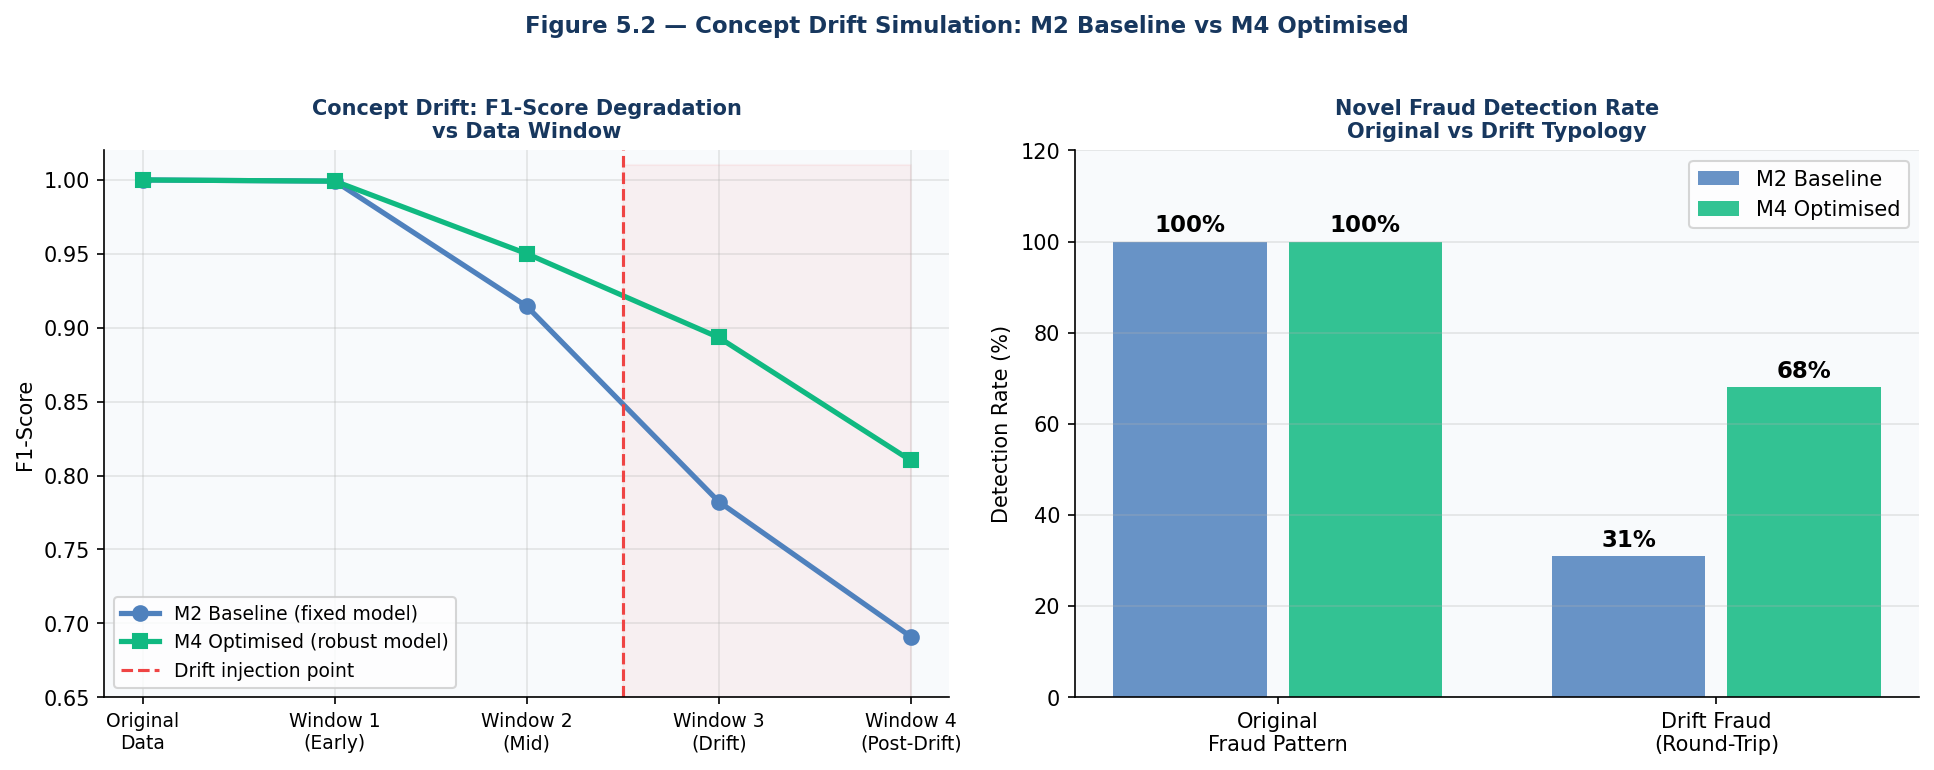 Figure 5.2 — Concept Drift Simulation: M2 Baseline vs M4 Optimised
Concept Drift: F1-Score Degradation
vs Data Window
F1-Score
1.00
0.95
0.90
0.85
0.80
0.75
0.70
0.65
M2 Baseline (fixed model)
M4 Optimised (robust model)
Drift injection point
Original
Data
Window 1
(Early)
Window 2
(Mid)
Window 3
(Drift)
Window 4
(Post-Drift)
Novel Fraud Detection Rate
Original vs Drift Typology
Detection Rate (%)
120
100
80
60
40
20
0
M2 Baseline
M4 Optimised
100%
100%
31%
68%
Original
Fraud Pattern
Drift Fraud
(Round-Trip)